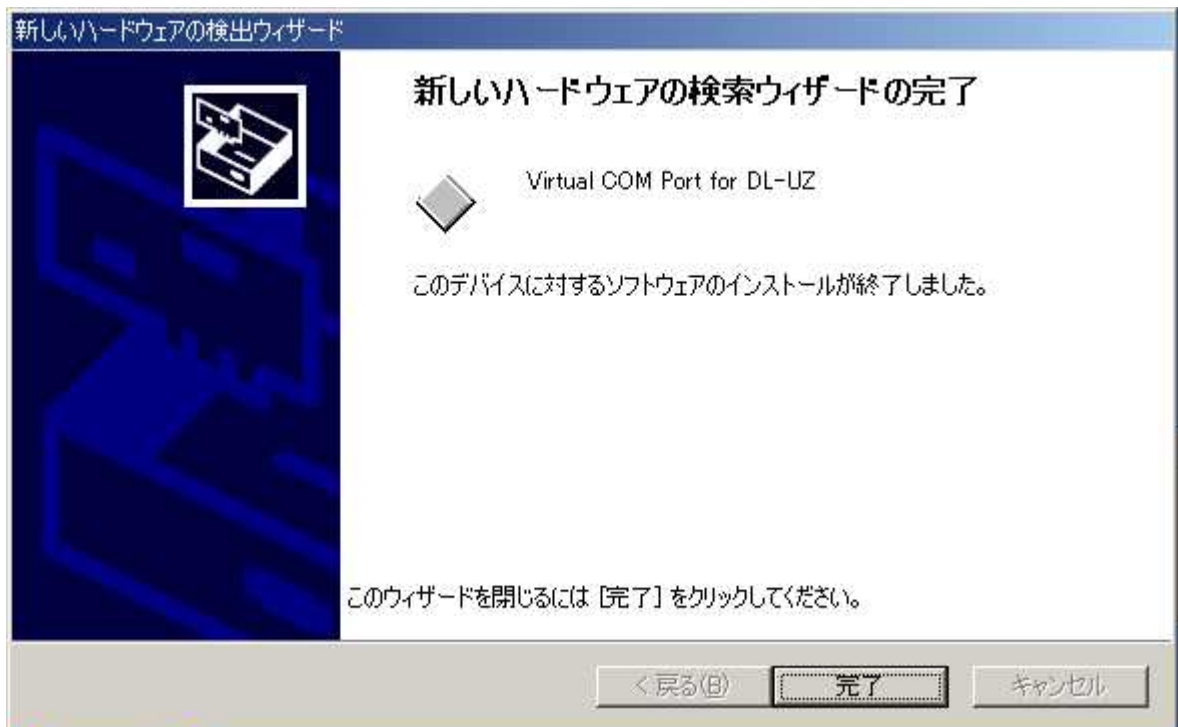 新しいハードウェアの検出ウィザード
新しいハードウェアの検索ウィザードの完了
Virtual COM Port for DL-UZ
このデバイスに対するソフトウェアのインストールが終了しました。
このウィザードを閉じるには [完了] をクリックしてください。
< 戻る(B) 完了 キャンセル